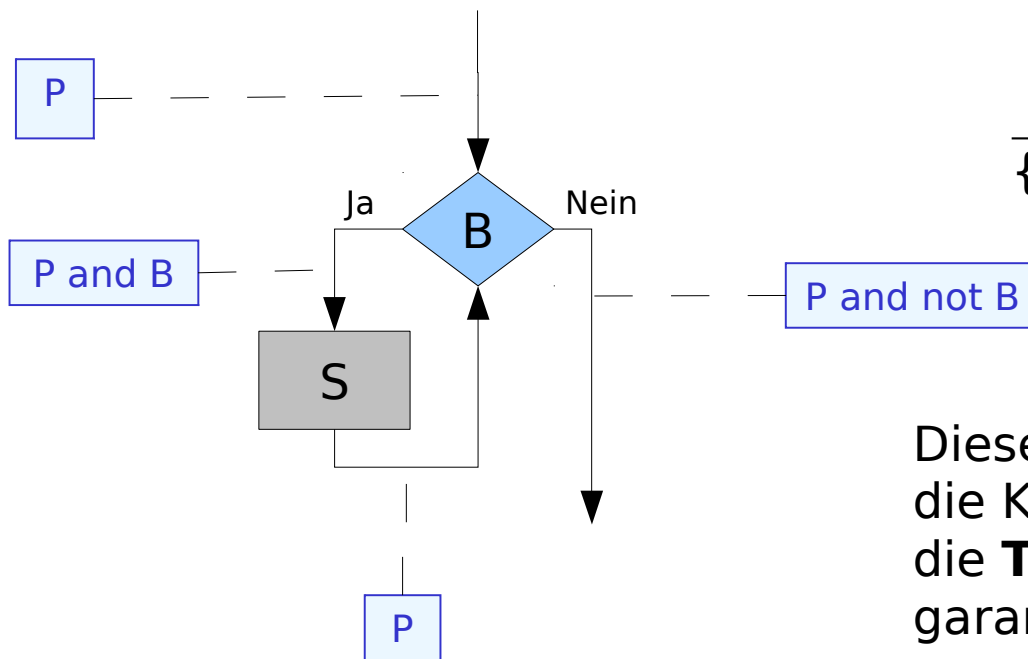 P
{
Ja
Nein
B
P and B
P and not B
S
Diese
die K
die T
garan
P